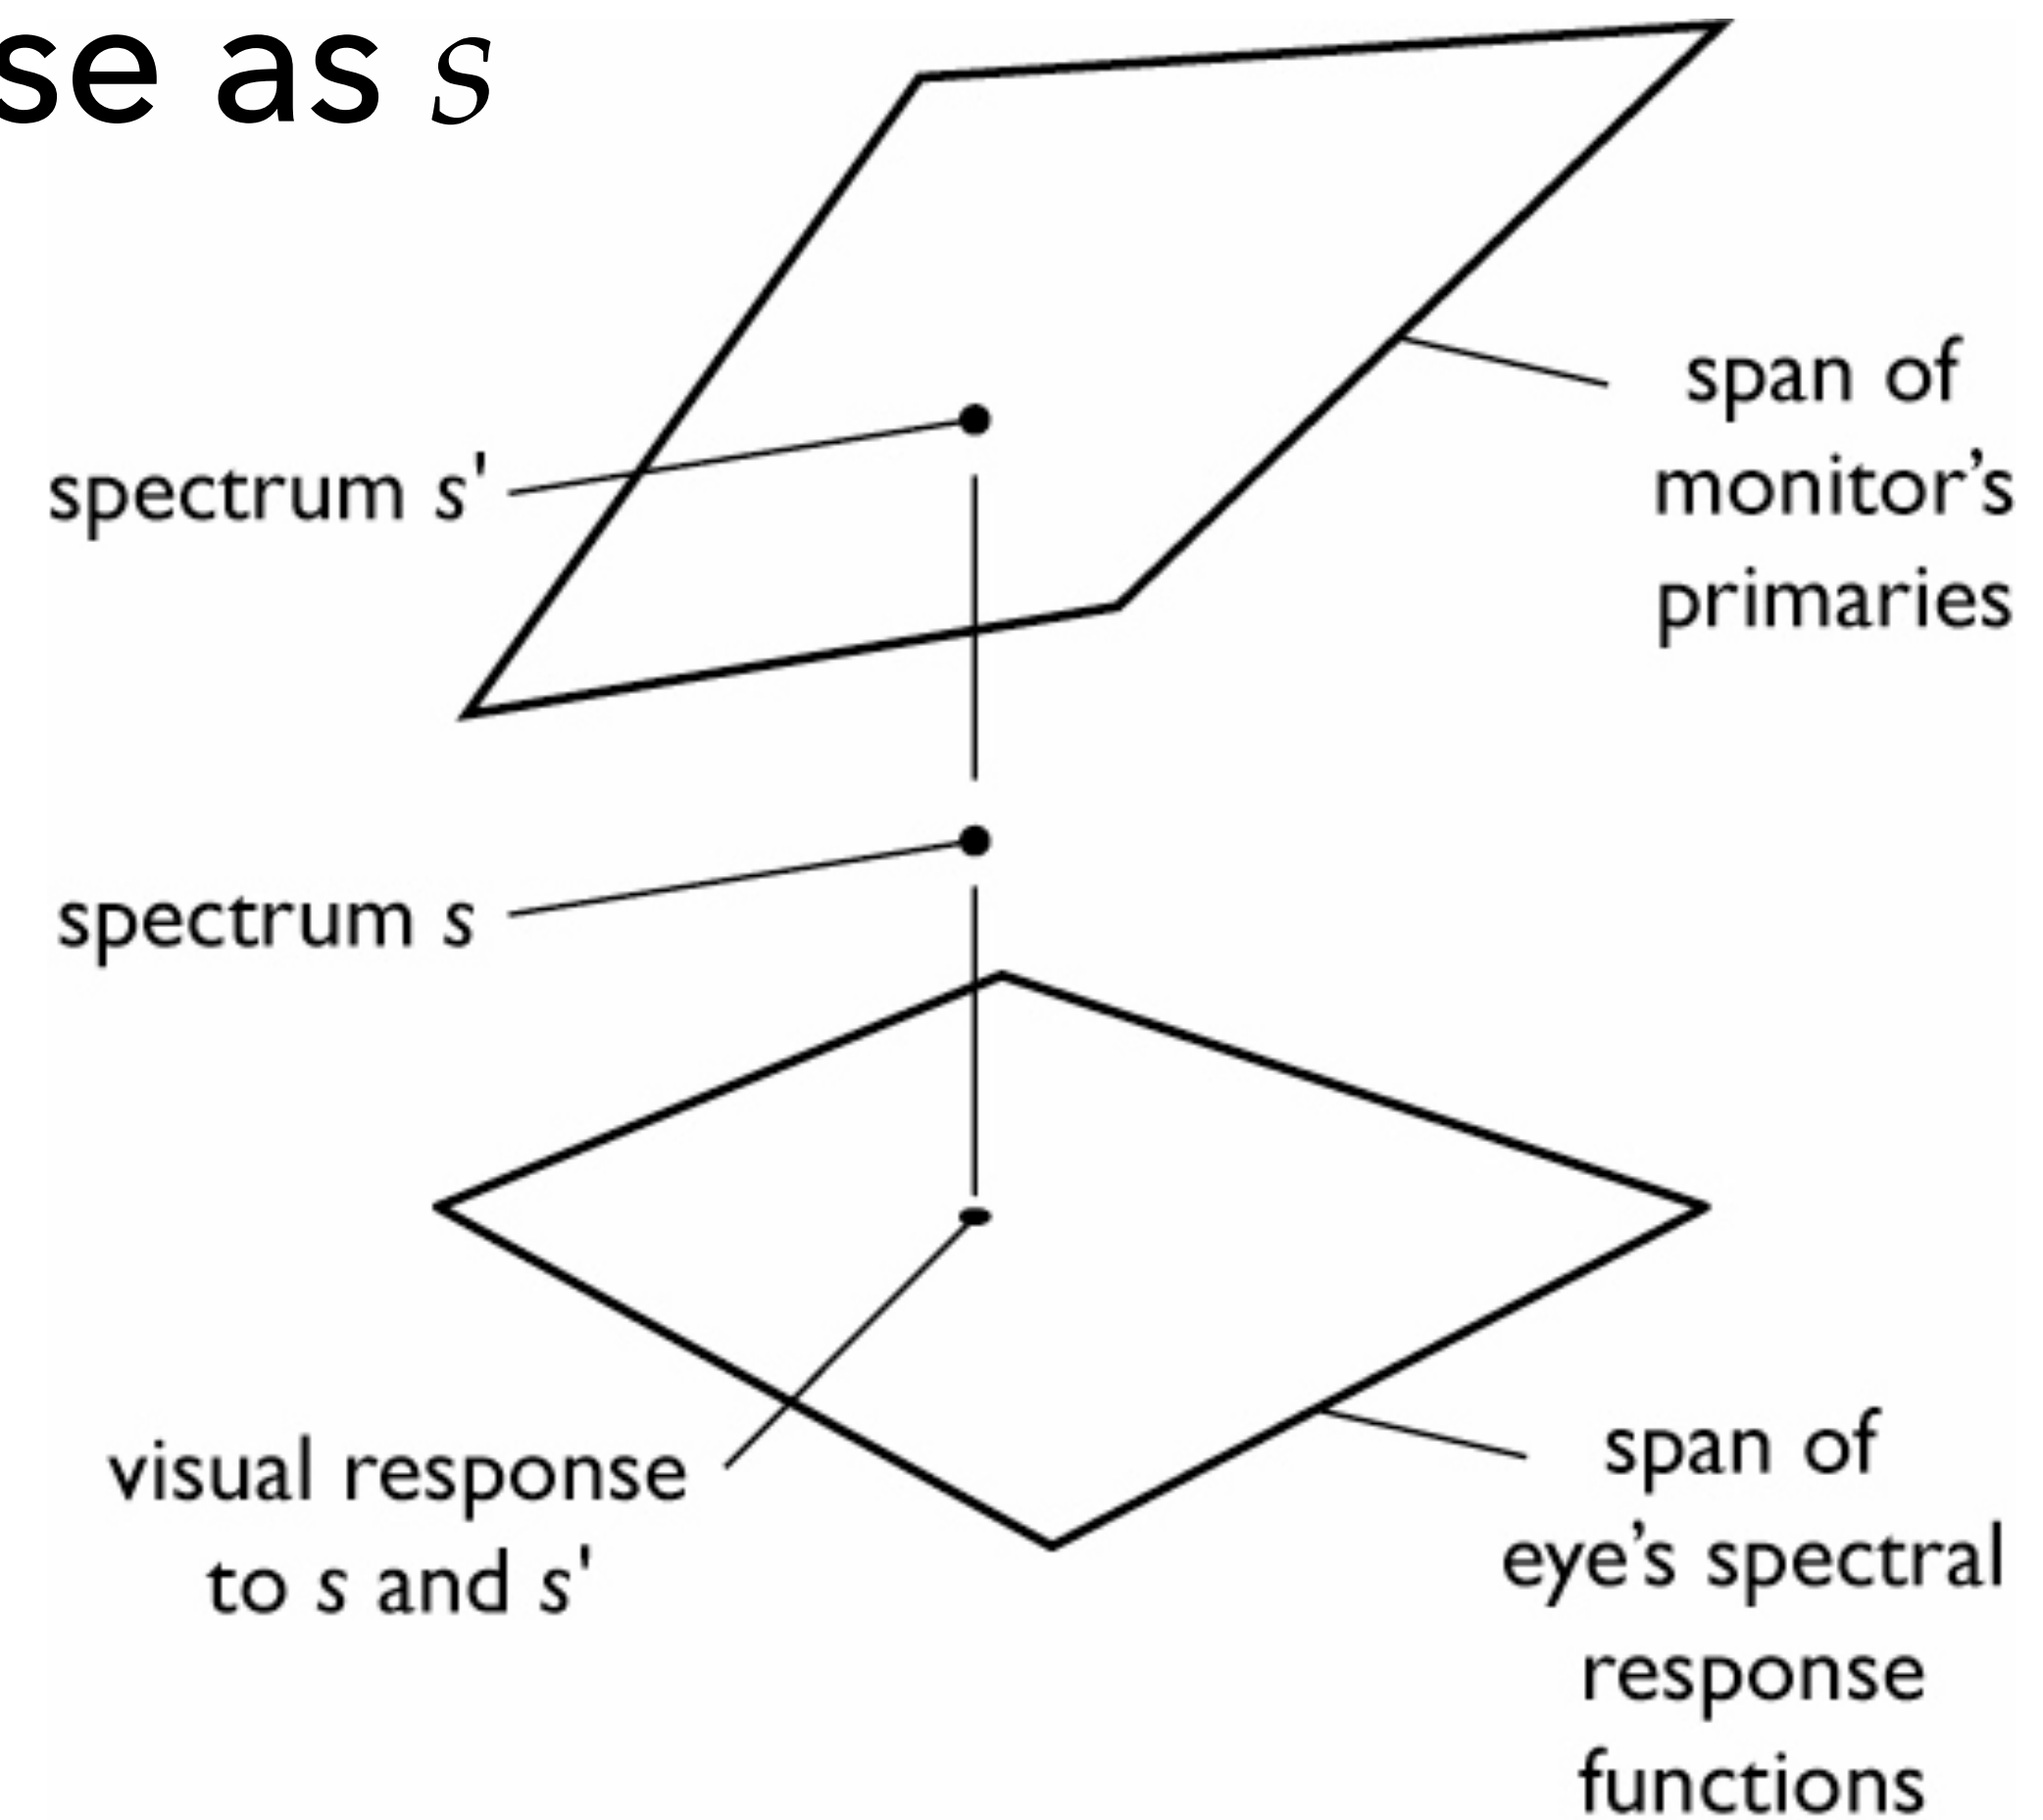 se as s
span of
monitor’s
primaries
spectrum s'
spectrum s
visual response
to s and s'
span of
eye’s spectral
response
functions